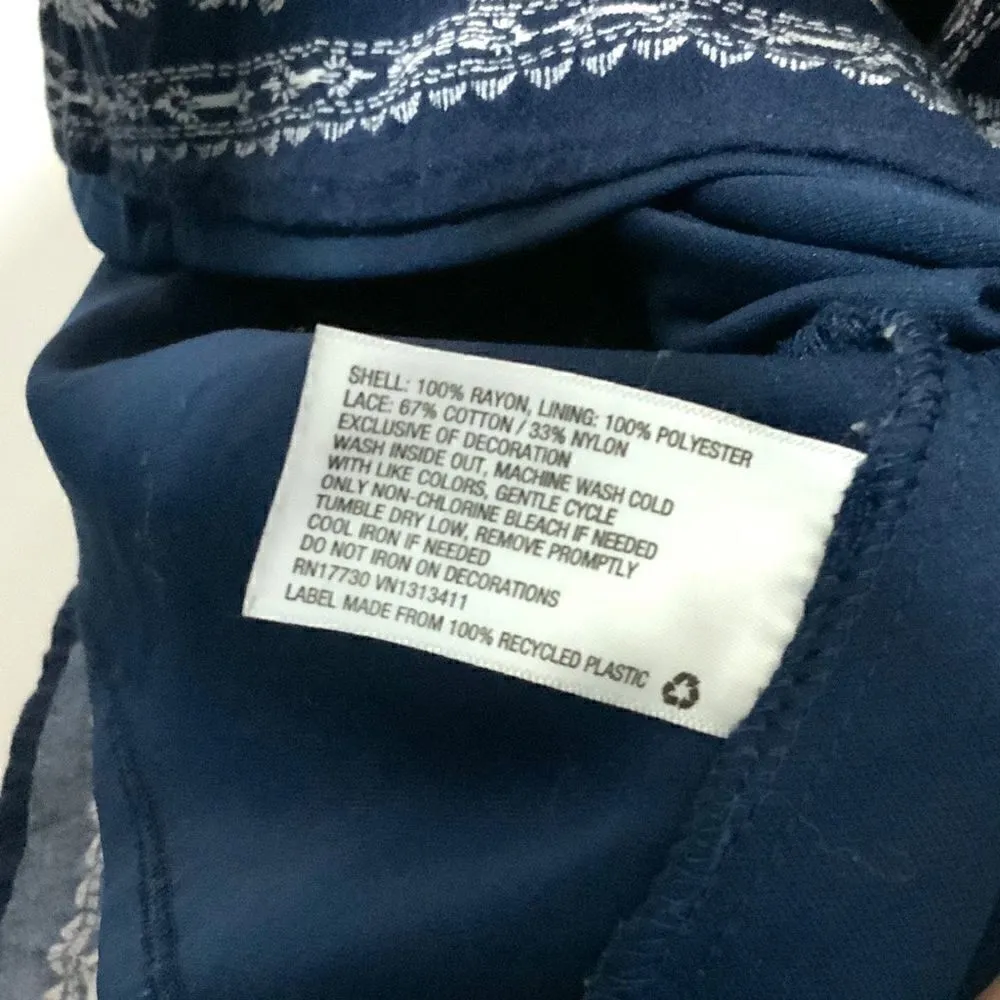 SHELL: 100% RAYON, LINING: 100% POLYESTER
LACE: 67% COTTON / 33% NYLON
EXCLUSIVE OF DECORATION
WASH INSIDE OUT, MACHINE WASH COLD
WITH LIKE COLORS, GENTLE CYCLE
ONLY NON-CHLORINE BLEACH IF NEEDED
TUMBLE DRY LOW, REMOVE PROMPTLY
COOL IRON IF NEEDED
DO NOT IRON ON DECORATIONS
RN17730 VN1313411
LABEL MADE FROM 100% RECYCLED PLASTIC